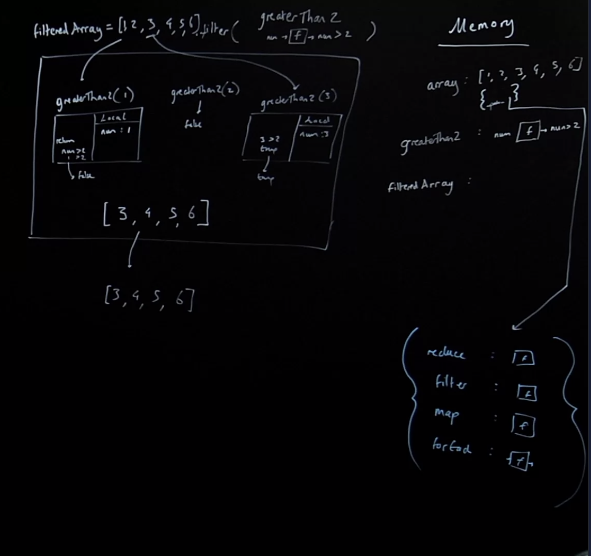 filteredArray = [1, 2, 3, 4, 5, 6].filter( greaterThan2 num → f → num > 2 )
greaterThan2(1)
Local
num : 1
return
num > 2
1 > 2
false
greaterThan2(2)
false
greaterThan2(3)
Local
num : 3
3 > 2
true
true
[3, 4, 5, 6]
[3, 4, 5, 6]
Memory
array : [1, 2, 3, 4, 5, 6]
greaterThan2 : num f → num > 2
filteredArray :
reduce : f
filter : f
map : f
forEach : f